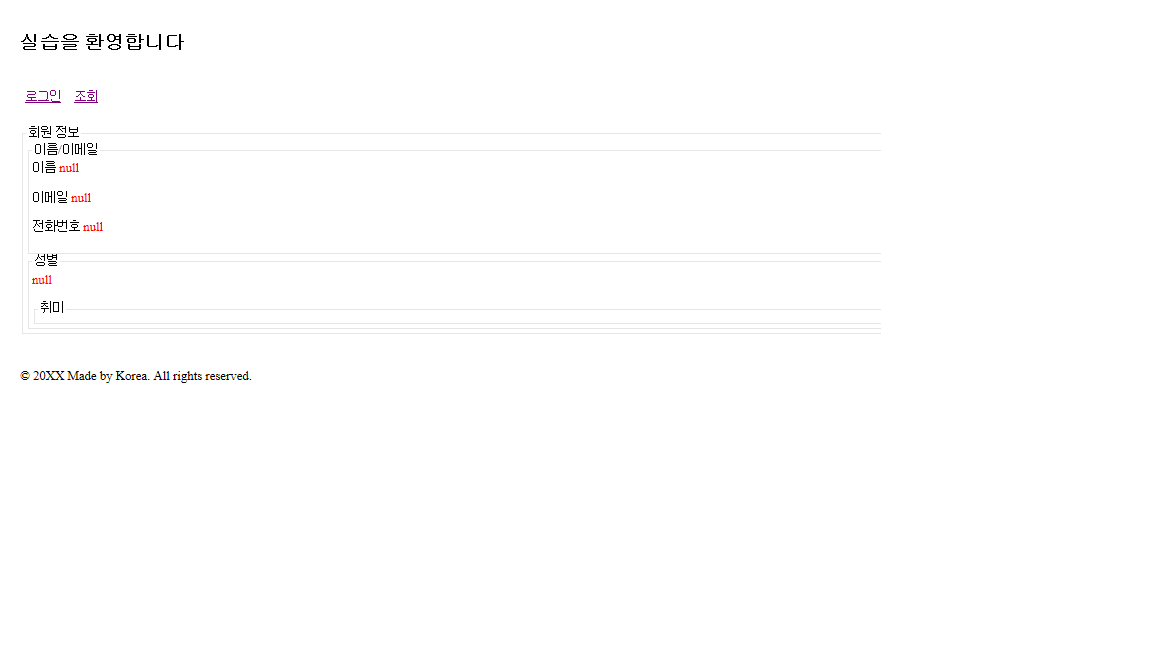 실습을 환영합니다
로그인 조회
회원 정보
이름/이메일
이름 null
이메일 null
전화번호 null
성별
null
취미
© 20XX Made by Korea. All rights reserved.